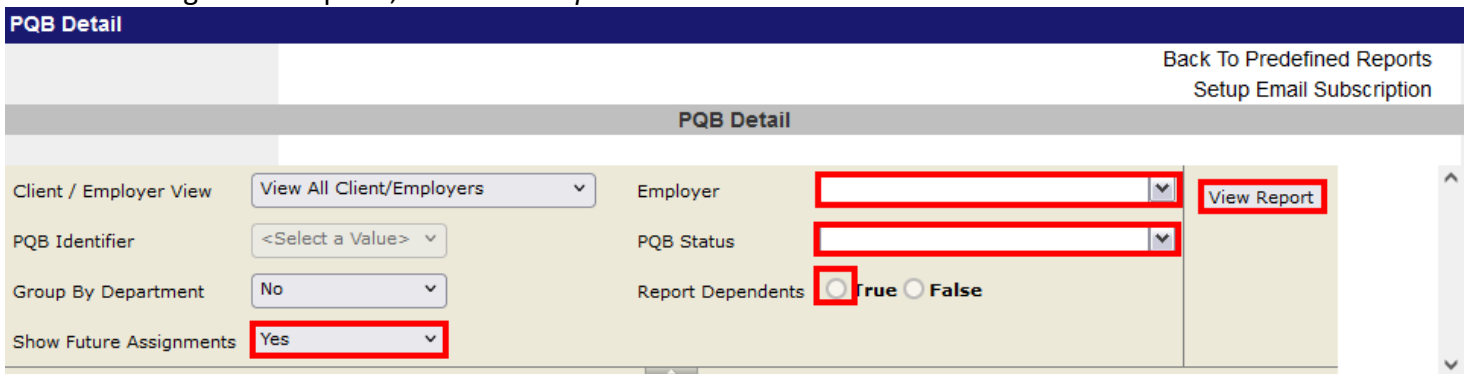 PQB Detail
Back To Predefined Reports
Setup Email Subscription
PQB Detail
Client / Employer View View All Client/Employers Employer View Report
PQB Identifier <Select a Value> PQB Status
Group By Department No Report Dependents True False
Show Future Assignments Yes